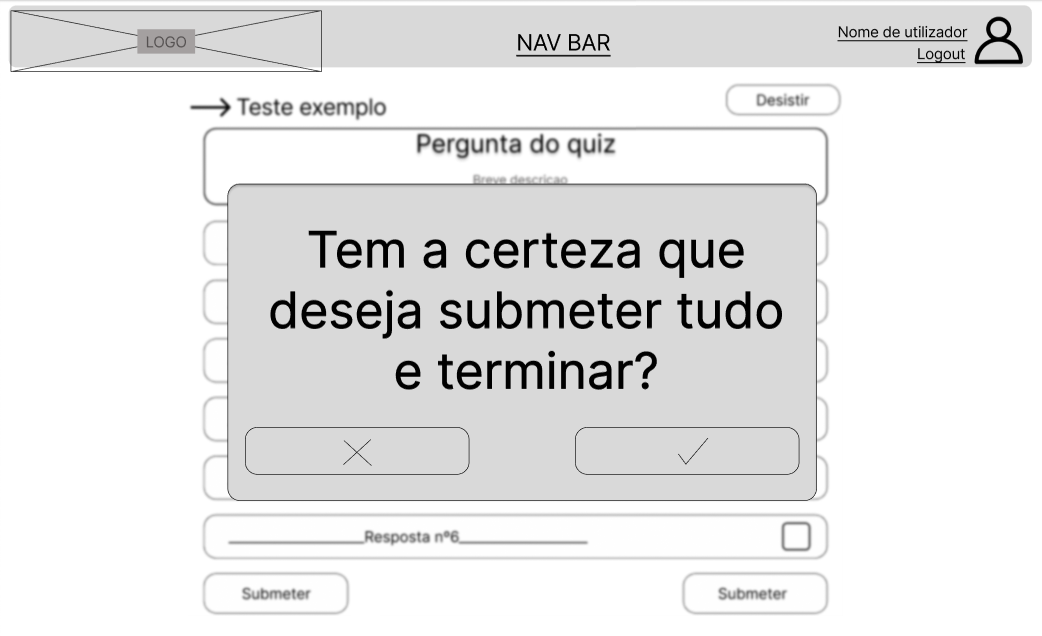 LOGO
NAV BAR
Nome de utilizador
Logout
Teste exemplo
Desistir
Pergunta do quiz
Breve descricao
Tem a certeza que
deseja submeter tudo
e terminar?
Resposta nº6
Submeter
Submeter